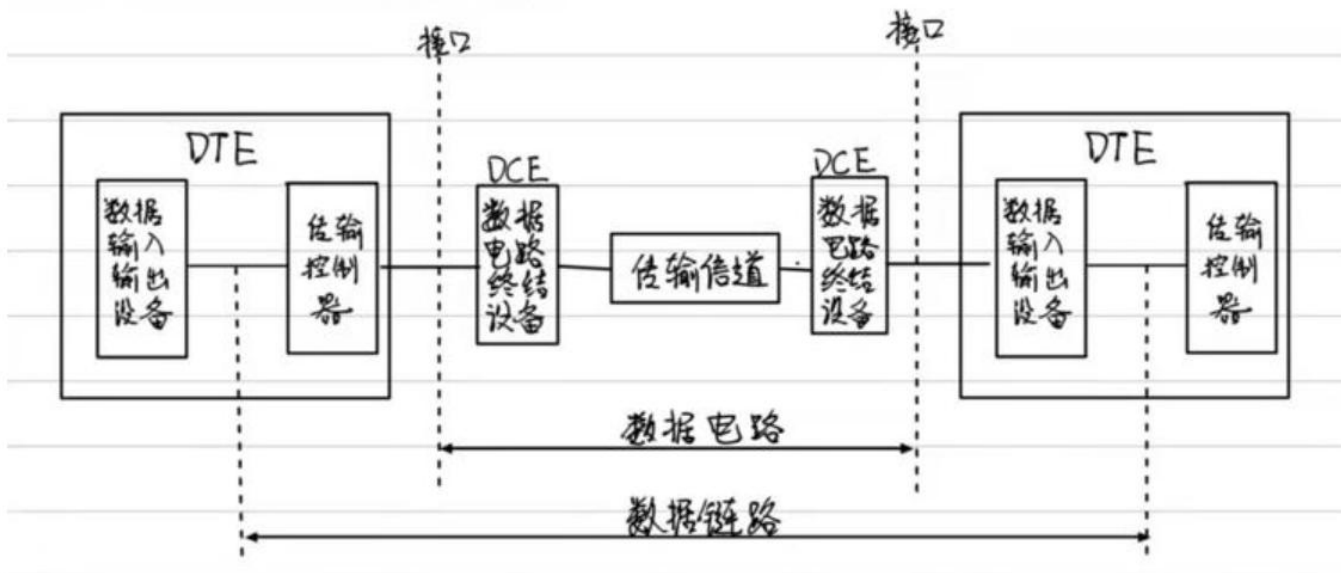 接口
接口
DTE
数据
输入
输出
设备
传输
控制
器
DCE
数据
电路
终结
设备
传输信道
DCE
数据
电路
终结
设备
DTE
数据
输入
输出
设备
传输
控制
器
数据电路
数据链路